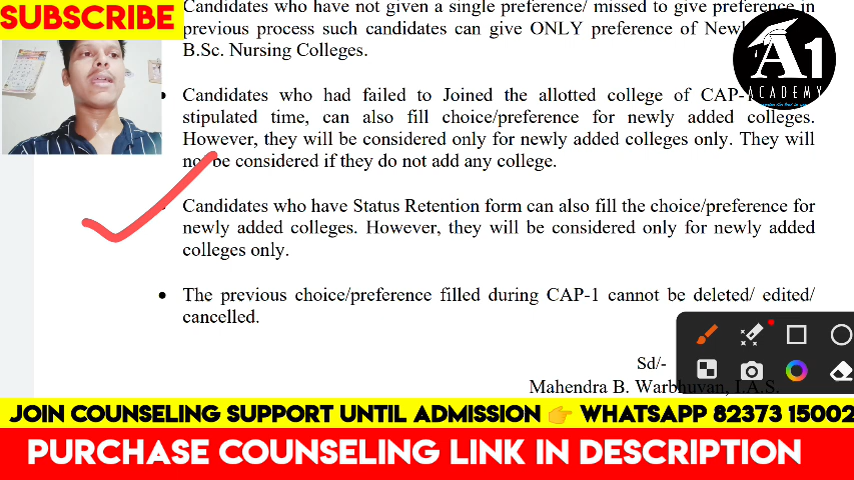 SUBSCRIBE
Candidates who have not given a single preference/ missed to give preference in
previous process such candidates can give ONLY preference of
B.Sc. Nursing Colleges.
A1
ACADEMY
• Candidates who had failed to Joined the allotted college of
stipulated time, can also fill choice/preference for newly added colleges.
However, they will be considered only for newly added colleges only. They will
be considered if they do not add any college.
Candidates who have Status Retention form can also fill the choice/preference for
newly added colleges. However, they will be considered only for newly added
colleges only.
• The previous choice/preference filled during CAP-1 cannot be deleted/ edited/
cancelled.
Sd/-
Mahendra B. Warbhuvan, I.A.S.
JOIN COUNSELING SUPPORT UNTIL ADMISSION 👉 WHATSAPP 82373 15002
PURCHASE COUNSELING LINK IN DESCRIPTION